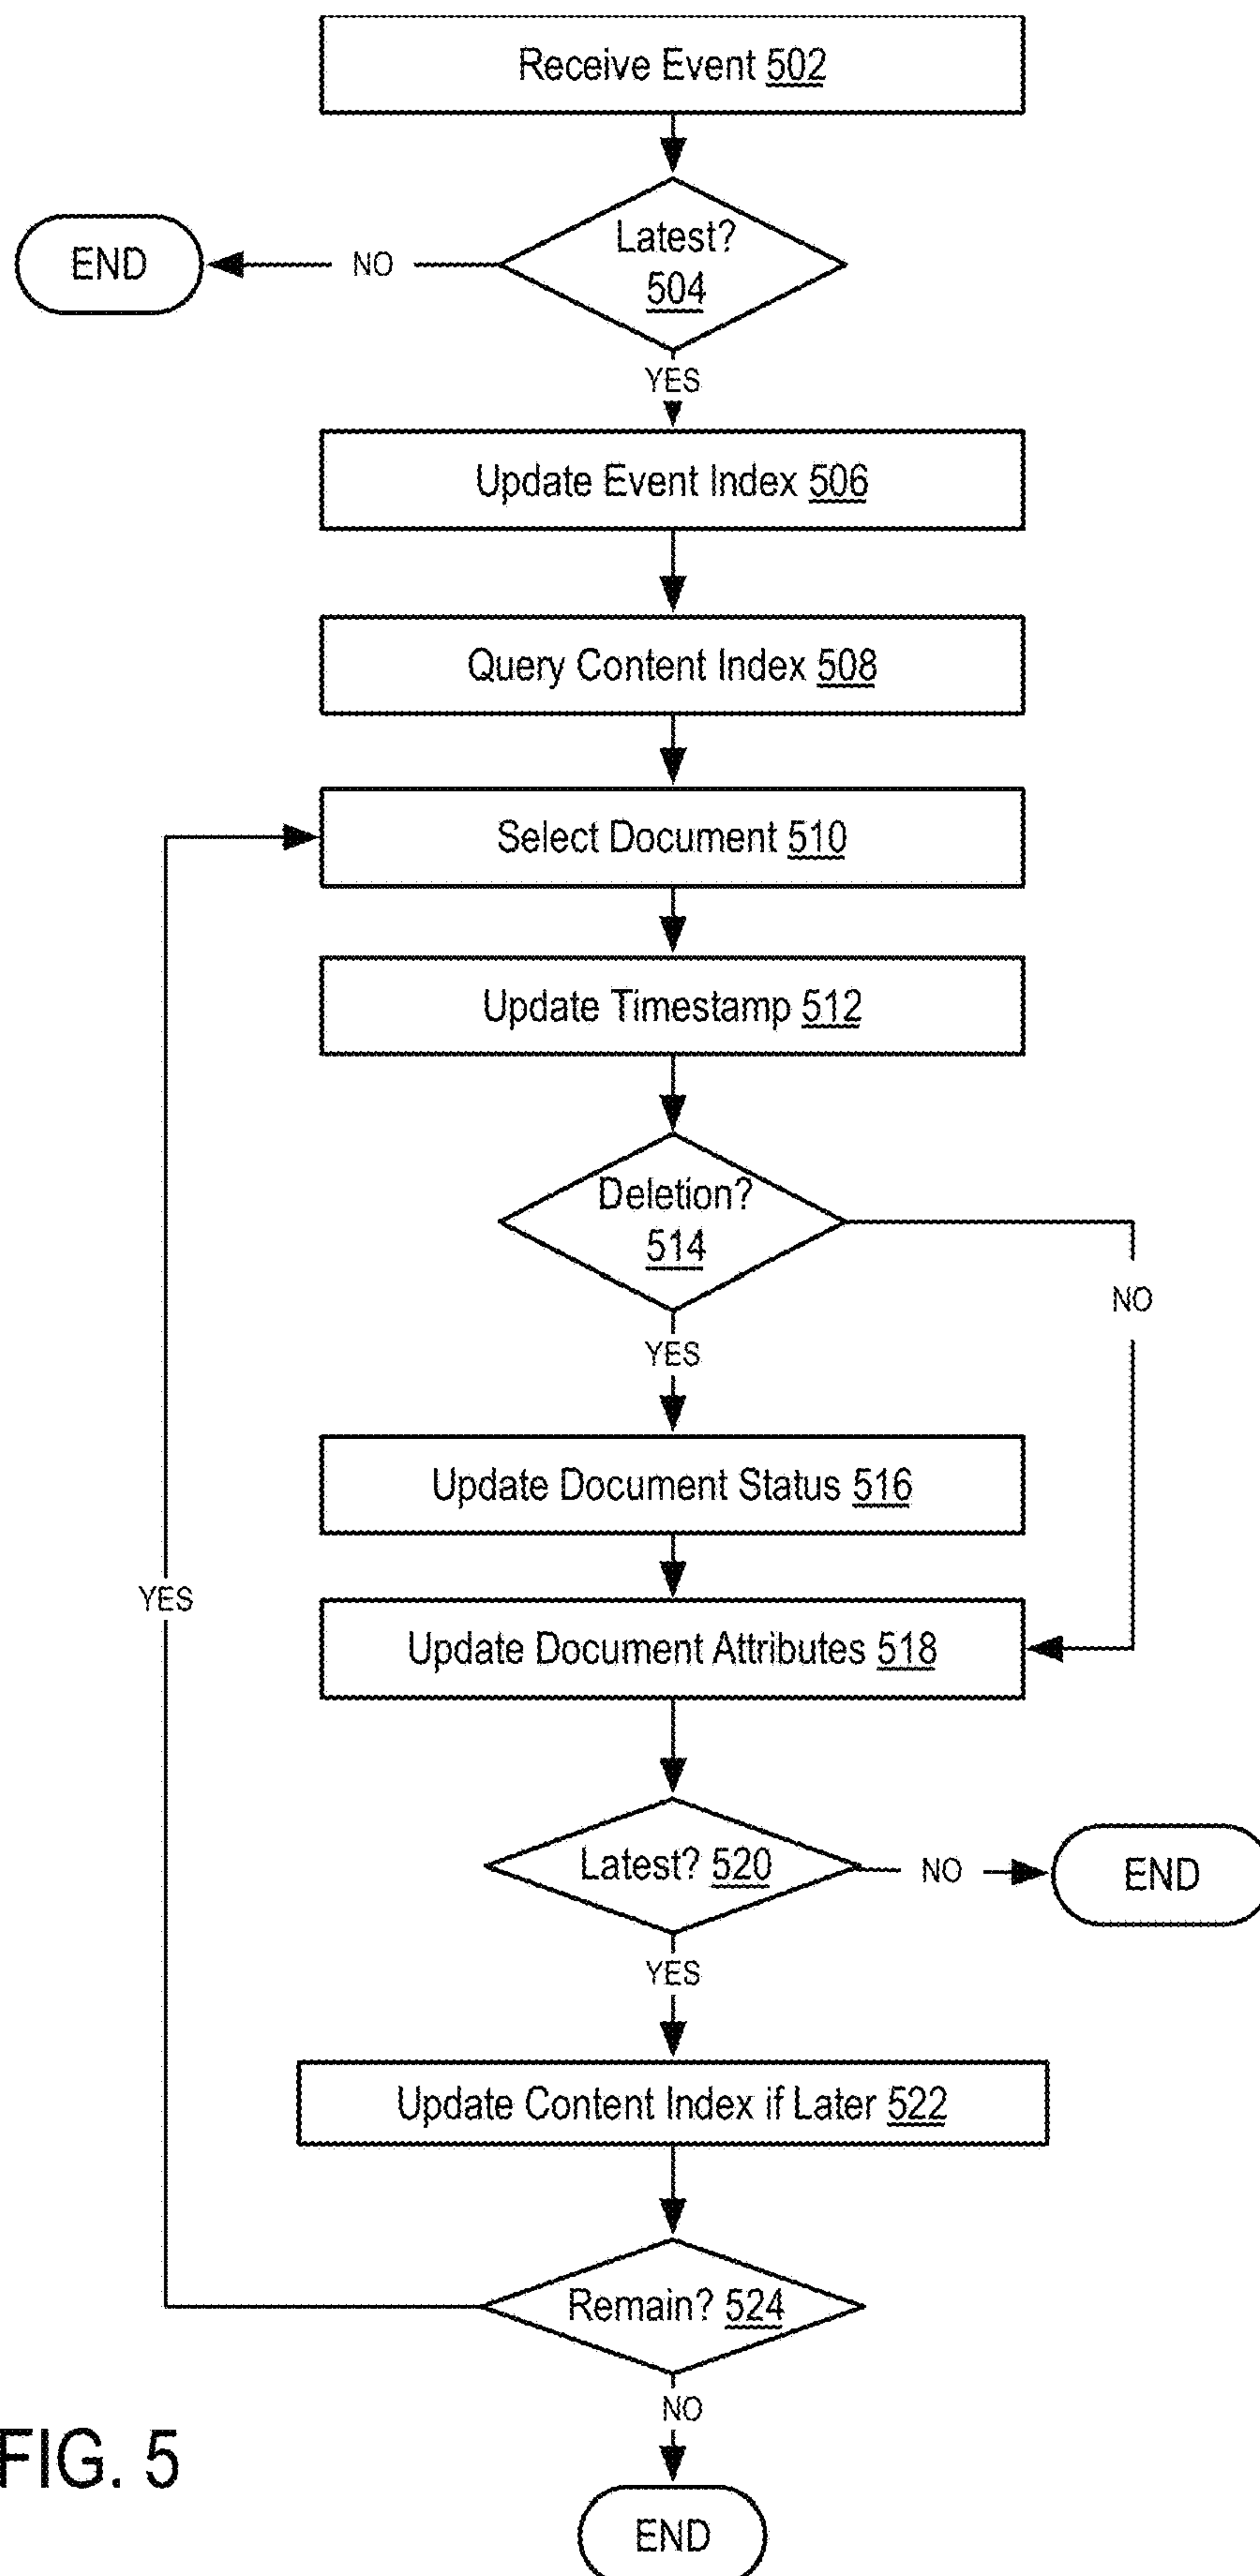 Receive Event 502
Latest?
504
END
NO
YES
Update Event Index 506
Query Content Index 508
Select Document 510
Update Timestamp 512
Deletion?
514
NO
YES
Update Document Status 516
YES
Update Document Attributes 518
Latest? 520
NO
END
YES
Update Content Index if Later 522
Remain? 524
NO
FIG. 5
END